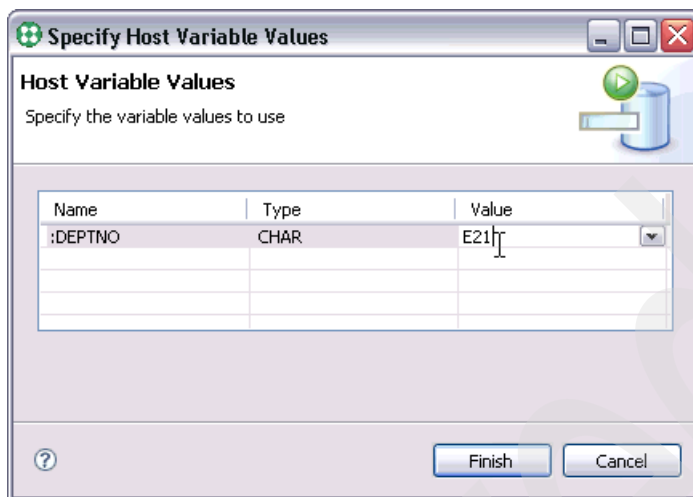 Specify Host Variable Values
Host Variable Values
Specify the variable values to use
Name Type Value
:DEPTNO CHAR E21
Finish Cancel